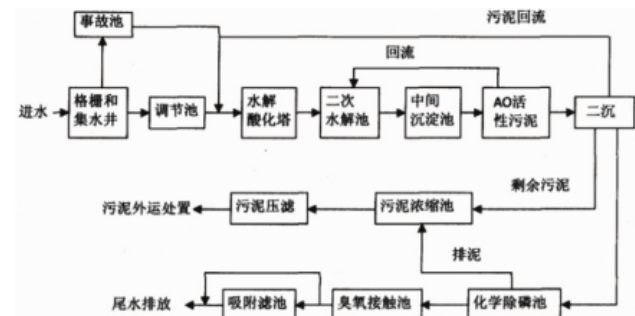 事故池
污泥回流
回流
进水
格栅和
集水井
调节池
水解
酸化塔
二次
水解池
中间
沉淀池
AO活
性污泥
二沉
剩余污泥
污泥外运处置
污泥压滤
污泥浓缩池
排泥
尾水排放
吸附滤池
臭氧接触池
化学除磷池